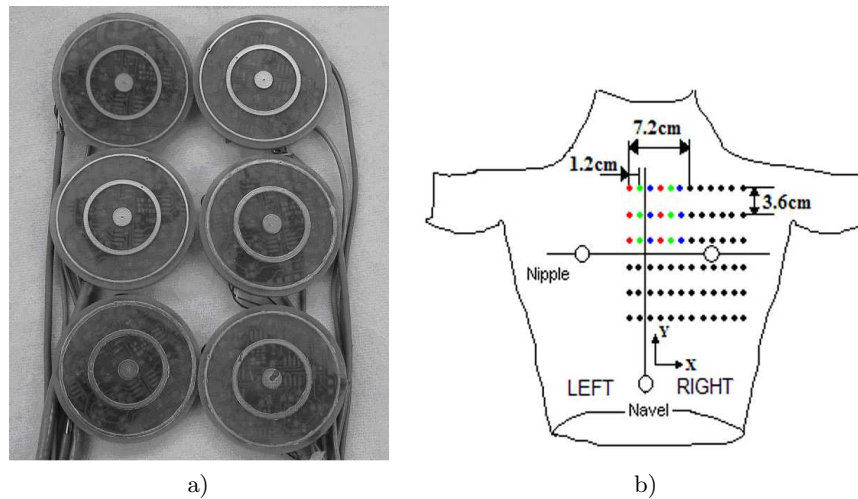 7.2cm
1.2cm
3.6cm
Nipple
Y
X
LEFT
RIGHT
Navel
a)
b)